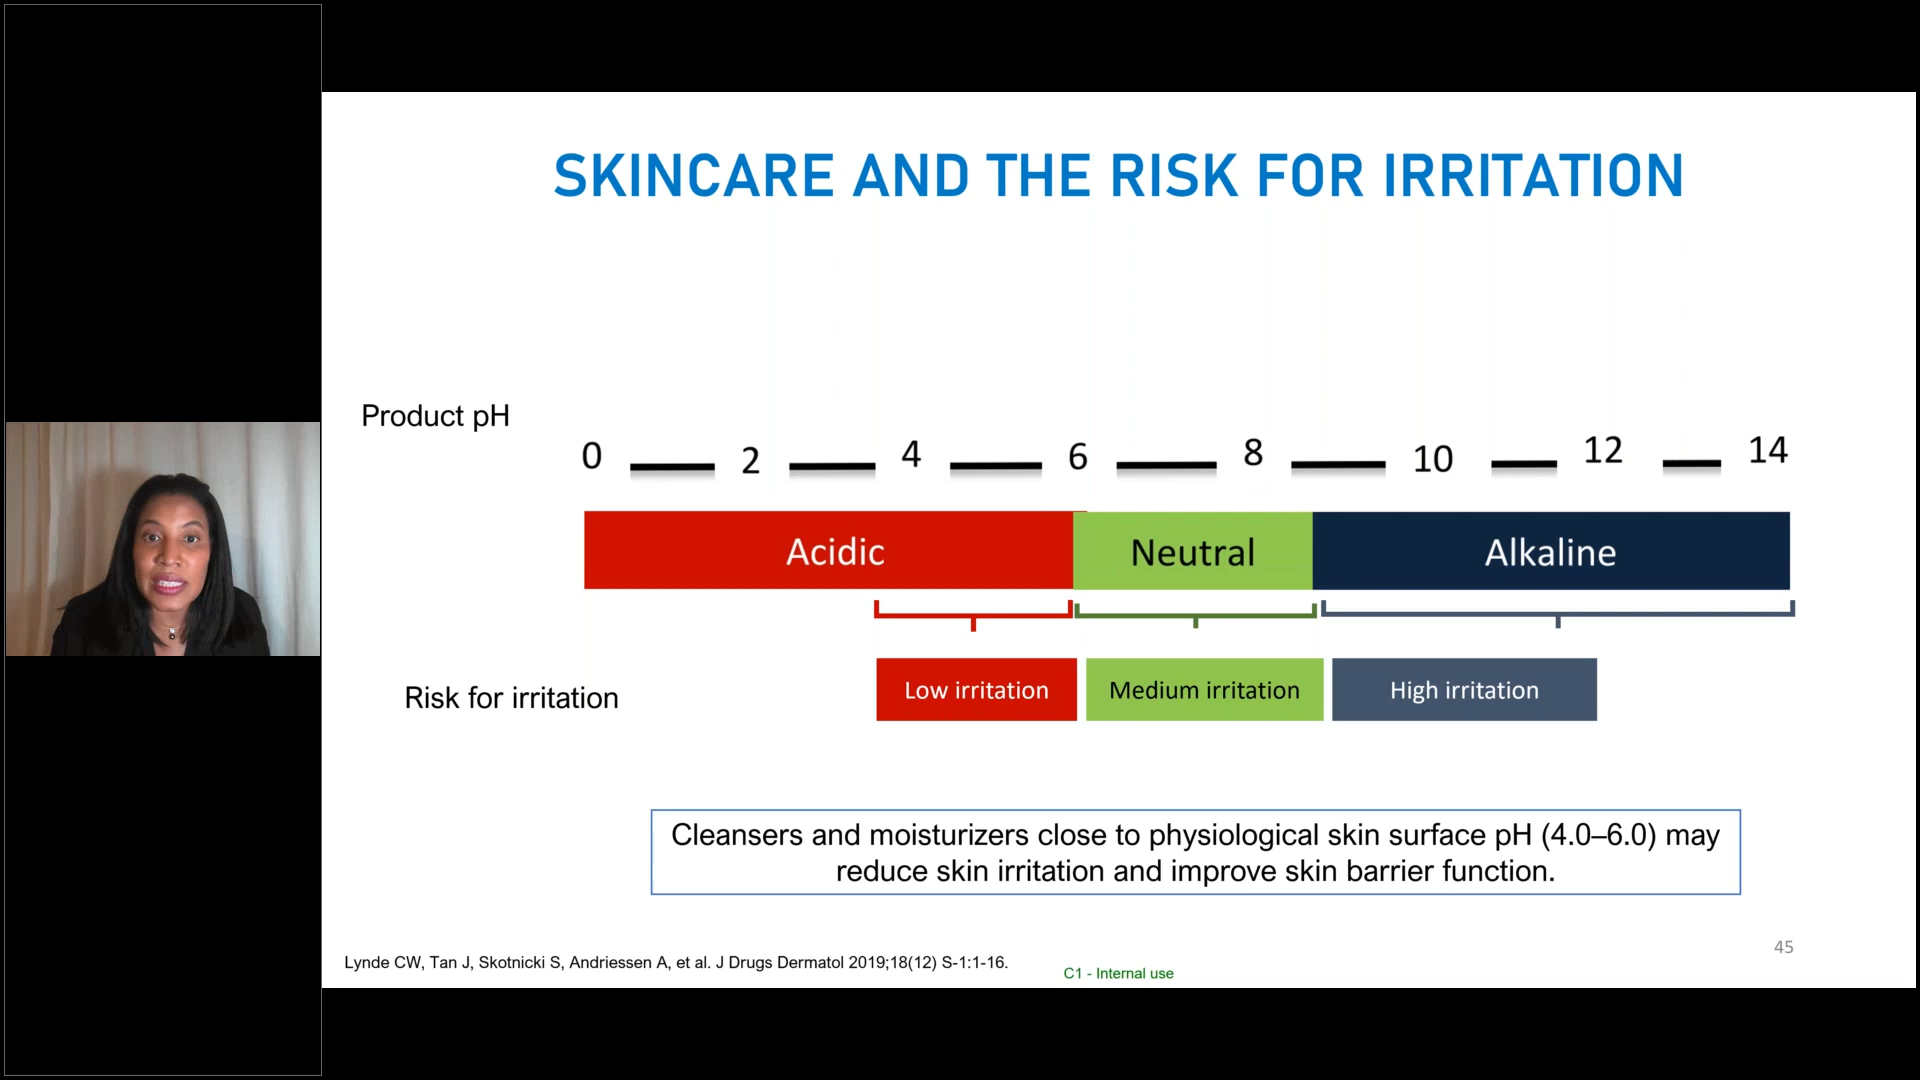 SKINCARE AND THE RISK FOR IRRITATION
Product pH
0 2 4 6 8 10 12 14
Acidic Neutral Alkaline
Risk for irritation
Low irritation Medium irritation High irritation
Cleansers and moisturizers close to physiological skin surface pH (4.0–6.0) may
reduce skin irritation and improve skin barrier function.
45
Lynde CW, Tan J, Skotnicki S, Andriessen A, et al. J Drugs Dermatol 2019;18(12) S-1:1-16.
C1 - Internal use